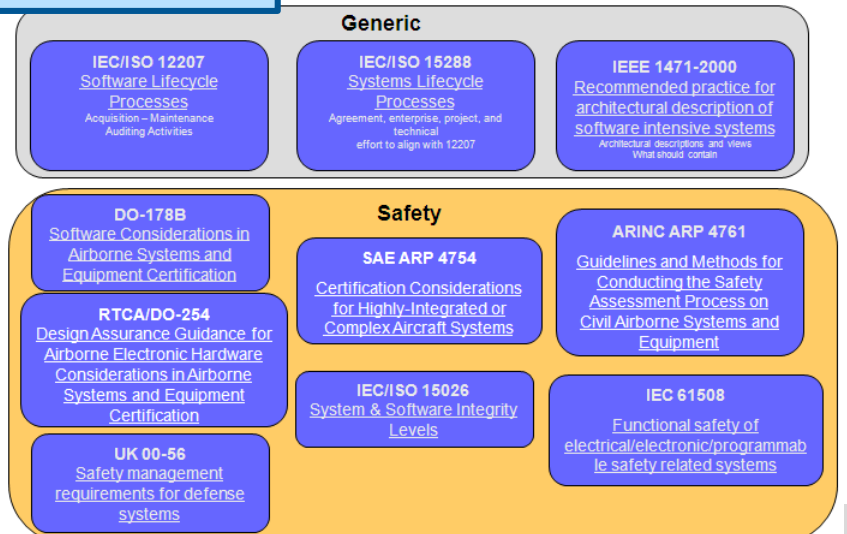 Generic
IEC/ISO 12207
Software Lifecycle
Processes
Acquisition – Maintenance
Auditing Activities
IEC/ISO 15288
Systems Lifecycle
Processes
Agreement, enterprise, project, and
technical
effort to align with 12207
IEEE 1471-2000
Recommended practice for
architectural description of
software intensive systems
Architectural descriptions and views
What should contain
Safety
DO-178B
Software Considerations in
Airborne Systems and
Equipment Certification
RTCA/DO-254
Design Assurance Guidance for
Airborne Electronic Hardware
Considerations in Airborne
Systems and Equipment
Certification
UK 00-56
Safety management
requirements for defense
systems
SAE ARP 4754
Certification Considerations
for Highly-Integrated or
Complex Aircraft Systems
IEC/ISO 15026
System & Software Integrity
Levels
ARINC ARP 4761
Guidelines and Methods for
Conducting the Safety
Assessment Process on
Civil Airborne Systems and
Equipment
IEC 61508
Functional safety of
electrical/electronic/programmab
le safety related systems